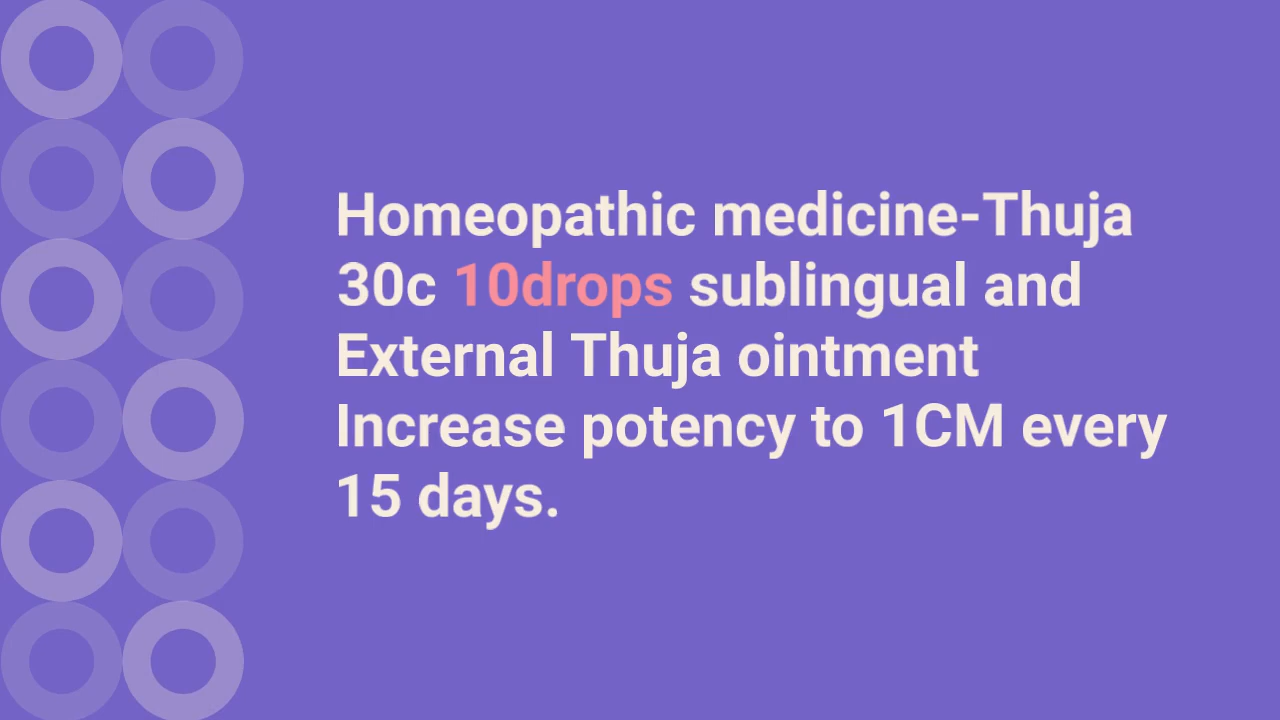 Homeopathic medicine-Thuja
30c 10drops sublingual and
External Thuja ointment
Increase potency to 1CM every
15 days.